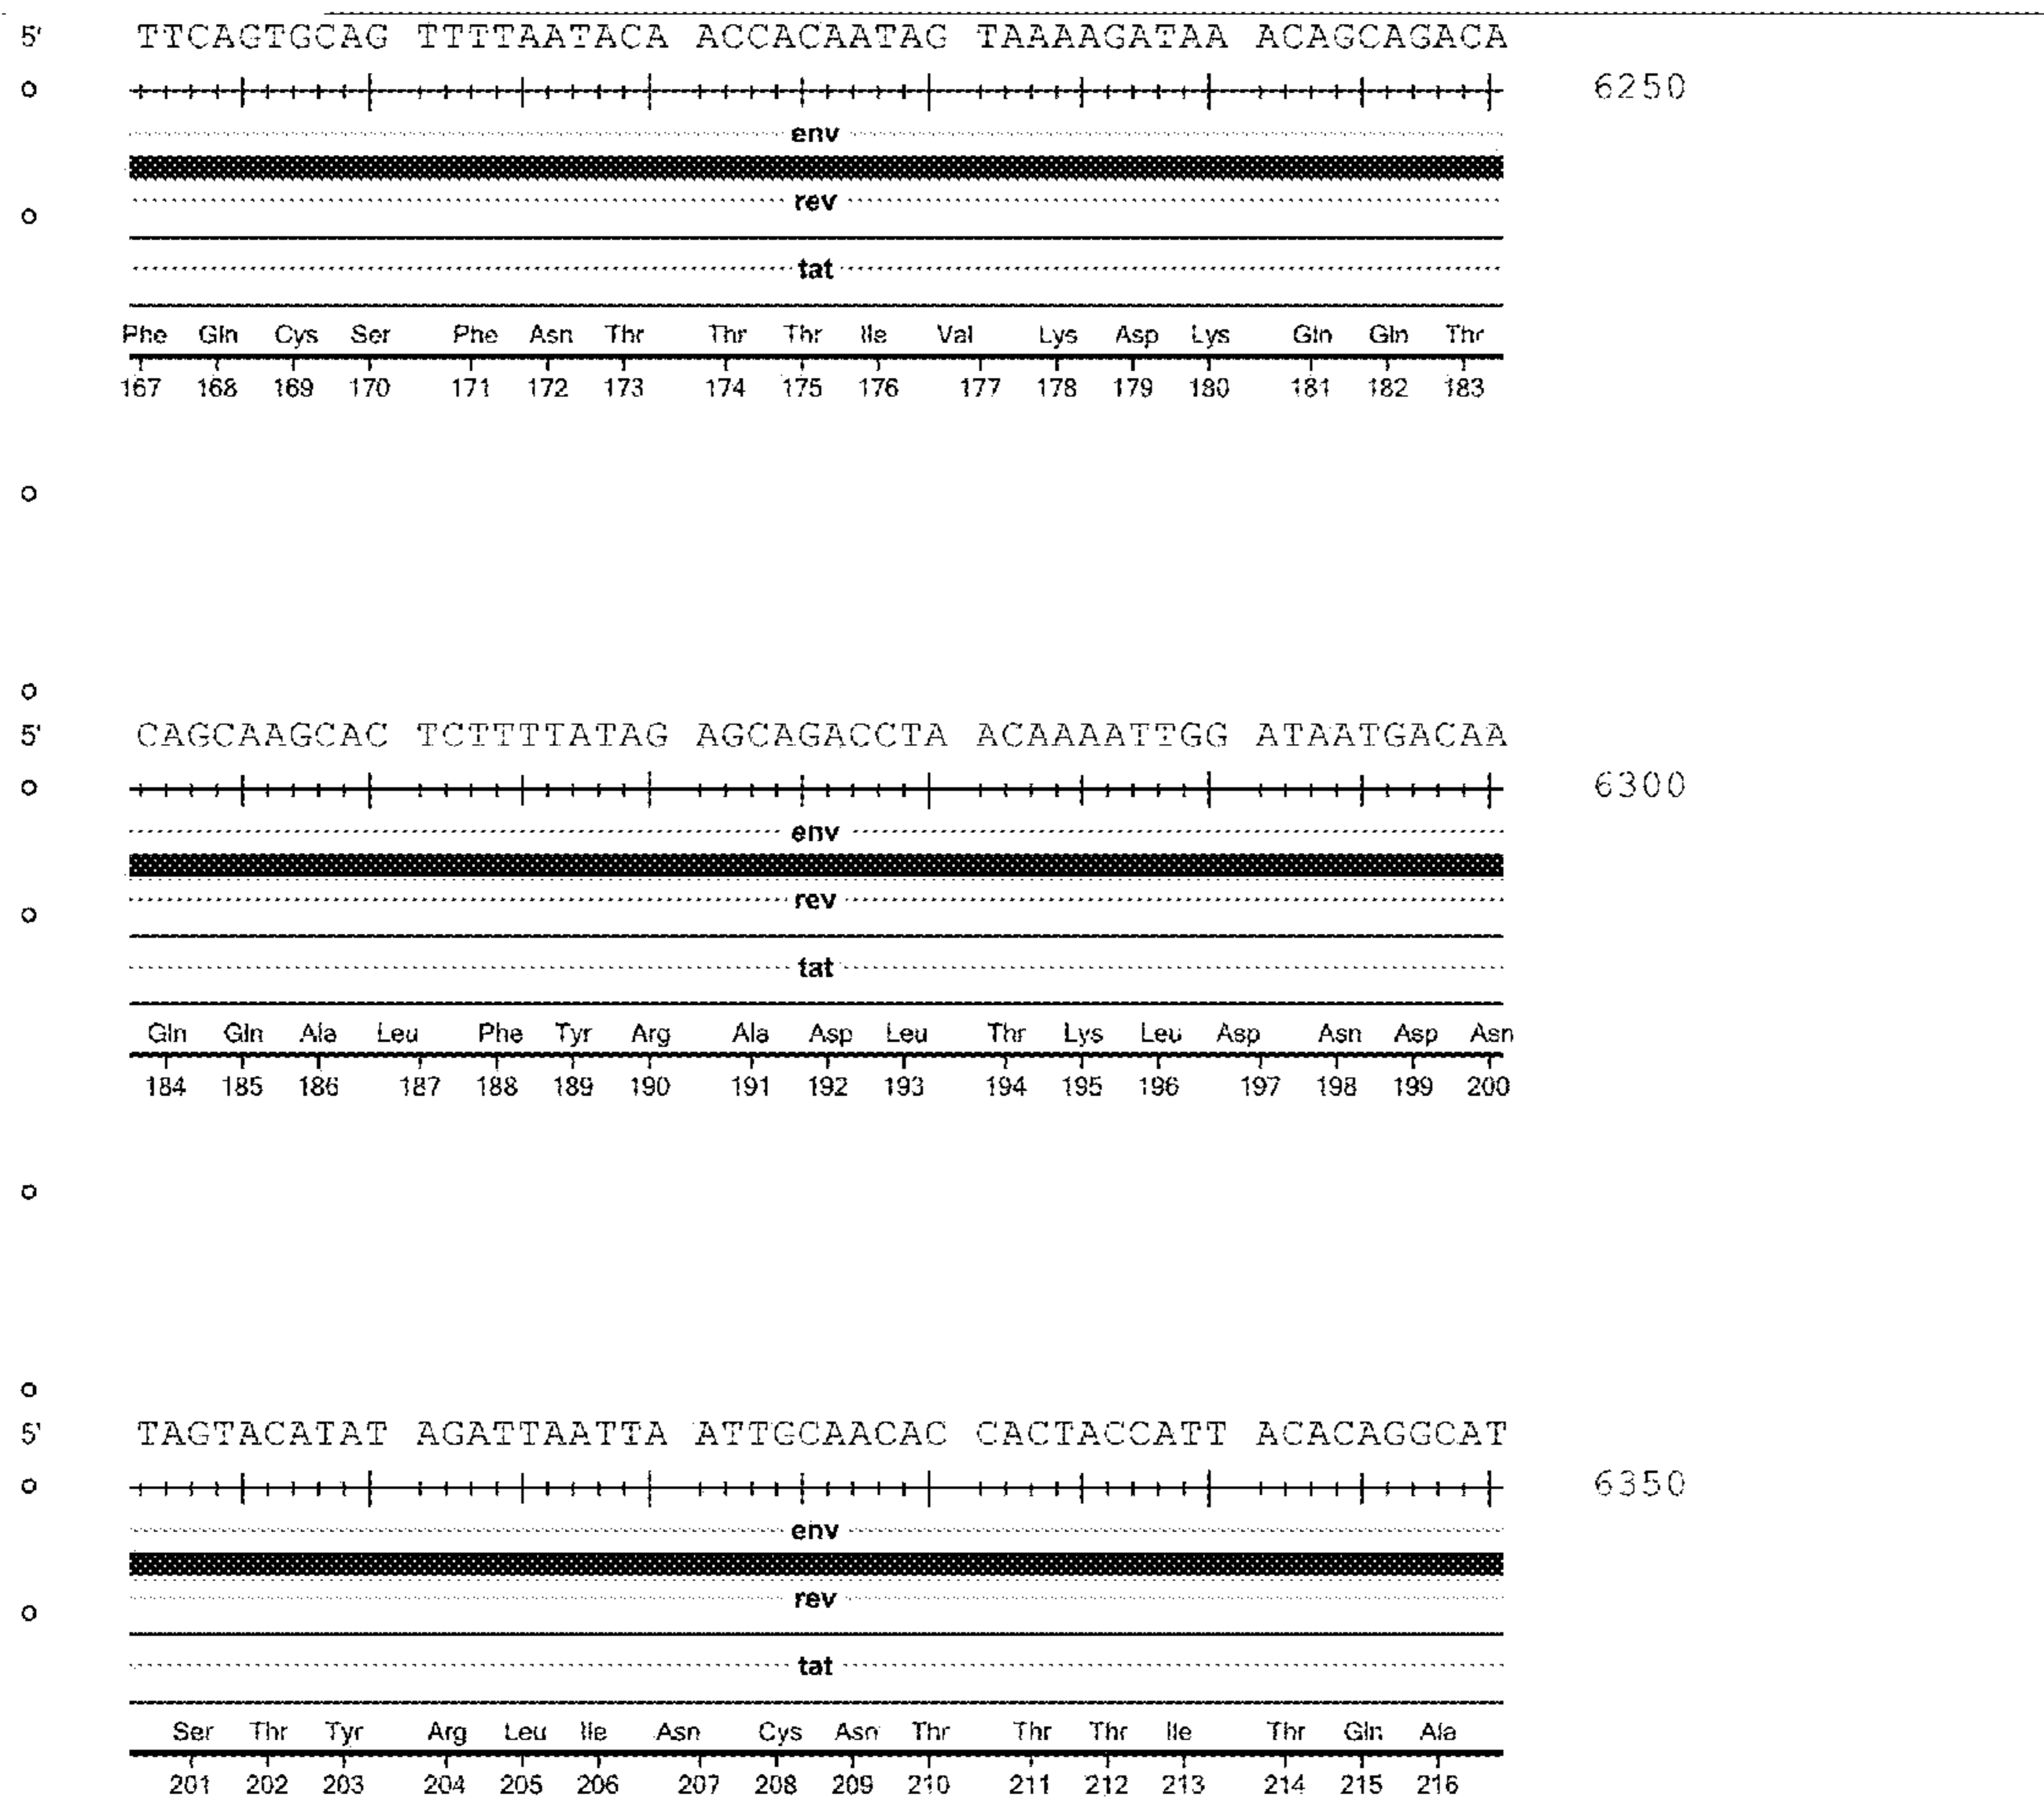 5' TTCAGTGCAG TTTTAATACA ACCACAATAG TAAAAGATAA ACAGCAGACA
6250
env
rev
tat
Phe Gln Cys Ser Phe Asn Thr Thr Thr Ile Val Lys Asp Lys Gln Gln Thr
167 168 169 170 171 172 173 174 175 176 177 178 179 180 181 182 183
5' CAGCAAGCAC TCTTTTATAG AGCAGACCTA ACAAAATTGG ATAATGACAA
6300
env
rev
tat
Gln Gln Ala Leu Phe Tyr Arg Ala Asp Leu Thr Lys Leu Asp Asn Asp Asn
184 185 186 187 188 189 190 191 192 193 194 195 196 197 198 199 200
5' TAGTACATAT AGATTAATTA ATTGCAACAC CACTACCATT ACACAGGCAT
6350
env
rev
tat
Ser Thr Tyr Arg Leu Ile Asn Cys Asn Thr Thr Thr Ile Thr Gln Ala
201 202 203 204 205 206 207 208 209 210 211 212 213 214 215 216